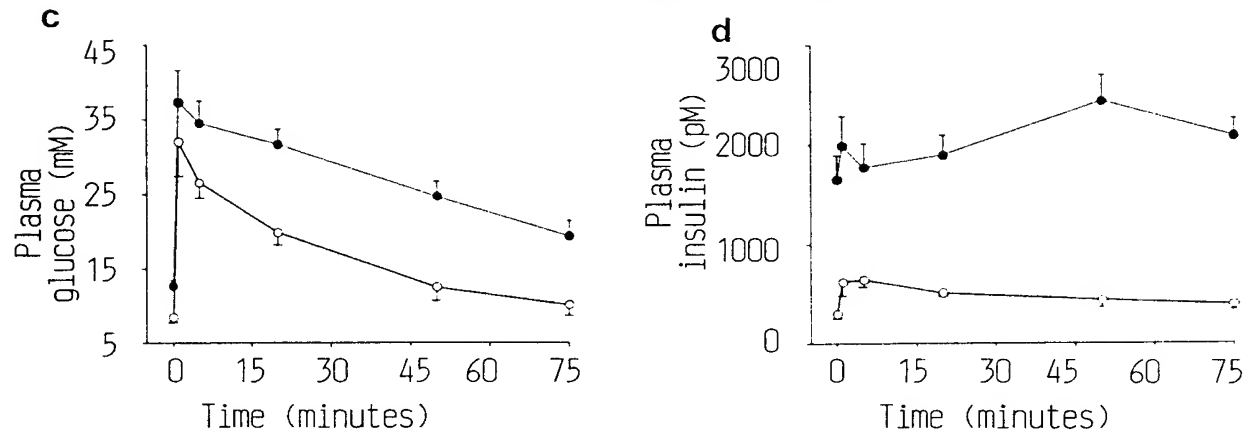 c
45
35
25
15
5
Plasma
glucose (mM)
0 15 30 45 60 75
Time (minutes)
d
3000
2000
1000
0
Plasma
insulin (pM)
0 15 30 45 60 75
Time (minutes)